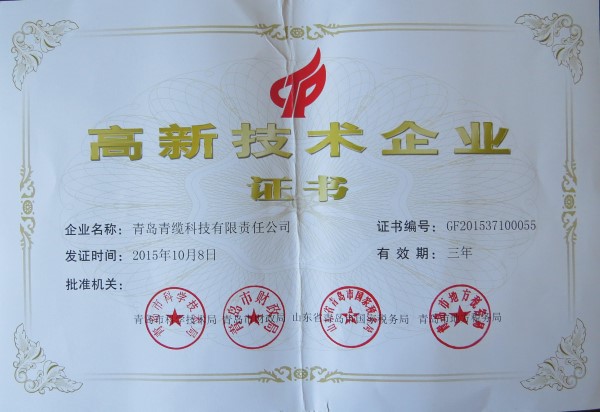 高新技术企业
证书
企业名称: 青岛青缆科技有限责任公司 证书编号: GF201537100055
发证时间: 2015年10月8日 有 效 期: 三年
批准机关:
青岛市科学技术局 青岛市财政局 山东省青岛市国家税务局 青岛市地方税务局